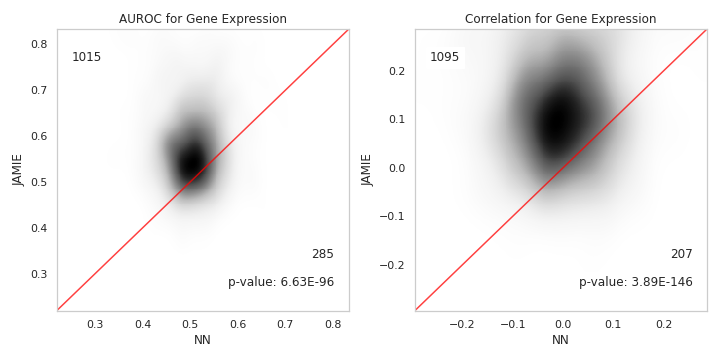 AUROC for Gene Expression
1015
0.8
0.7
0.6
0.5
0.4
0.3
JAMIE
285
p-value: 6.63E-96
0.3 0.4 0.5 0.6 0.7 0.8
NN
Correlation for Gene Expression
1095
0.2
0.1
0.0
−0.1
−0.2
JAMIE
207
p-value: 3.89E-146
−0.2 −0.1 0.0 0.1 0.2
NN